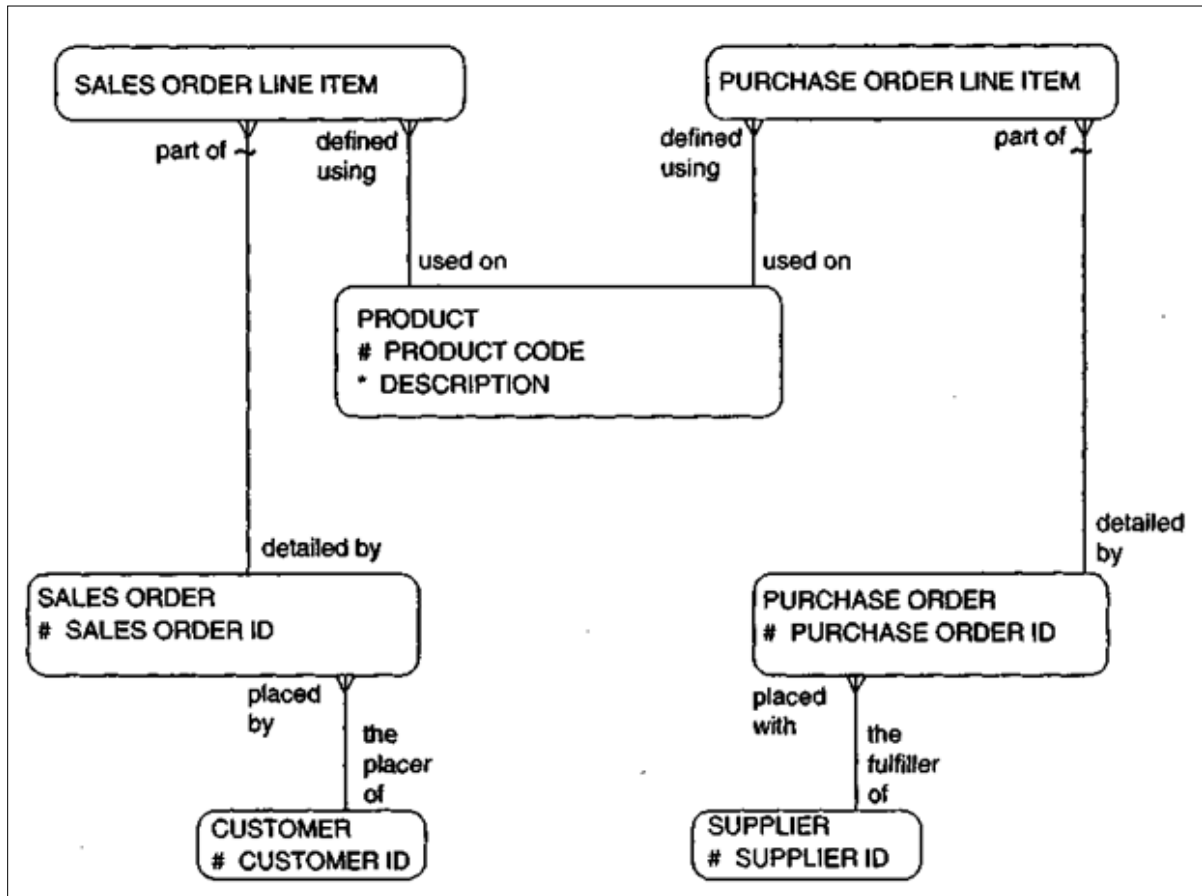 SALES ORDER LINE ITEM
PURCHASE ORDER LINE ITEM
part of
defined
using
defined
using
part of
used on
used on
PRODUCT
# PRODUCT CODE
* DESCRIPTION
detailed by
detailed
by
SALES ORDER
# SALES ORDER ID
PURCHASE ORDER
# PURCHASE ORDER ID
placed
by
the
placer
of
placed
with
the
fulfiller
of
CUSTOMER
# CUSTOMER ID
SUPPLIER
# SUPPLIER ID